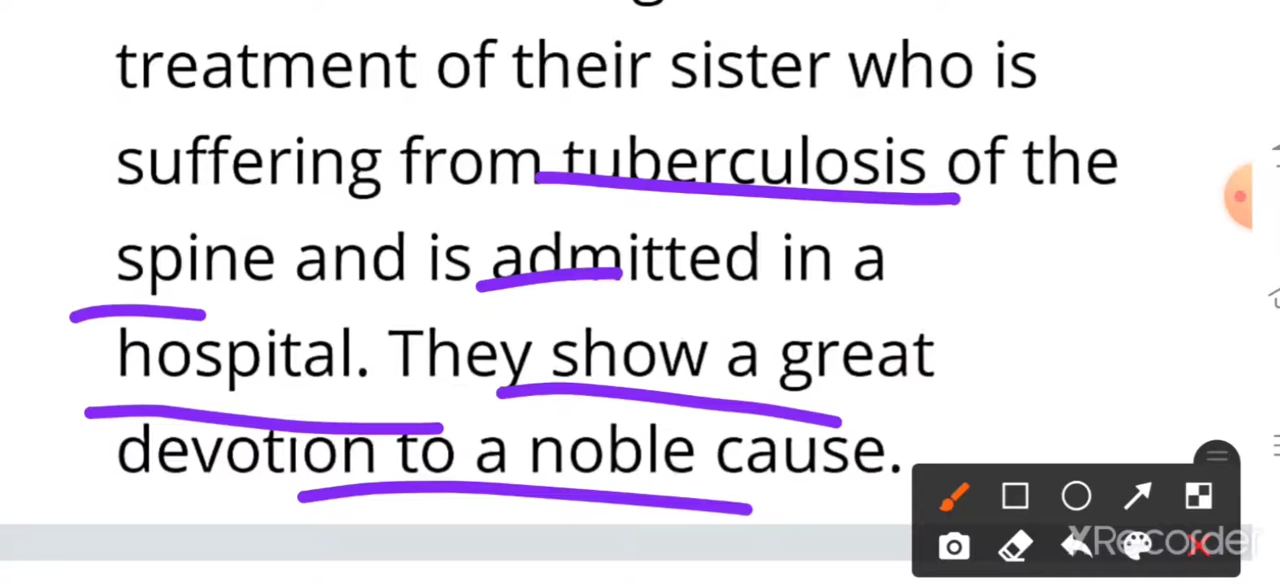 treatment of their sister who is
suffering from tuberculosis of the
spine and is admitted in a
hospital. They show a great
devotion to a noble cause.
XRecorder